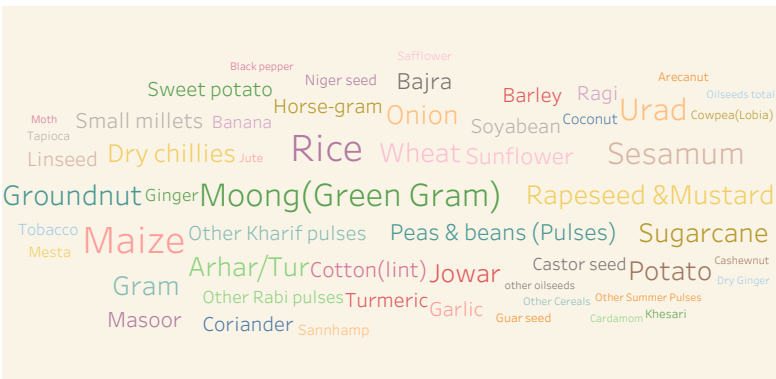 Safflower
Black pepper
Niger seed
Bajra
Arecanut
Sweet potato
Barley
Ragi
Oilseeds total
Horse-gram
Onion
Urad
Cowpea(Lobia)
Moth
Small millets
Banana
Soyabean
Coconut
Tapioca
Linseed
Dry chillies
Jute
Rice
Wheat
Sunflower
Sesamum
Groundnut
Ginger
Moong(Green Gram)
Rapeseed &Mustard
Tobacco
Maize
Other Kharif pulses
Peas & beans (Pulses)
Sugarcane
Mesta
Arhar/Tur
Cotton(lint)
Jowar
Castor seed
Potato
Cashewnut
Gram
other oilseeds
Dry Ginger
Other Rabi pulses
Turmeric
Garlic
Other Cereals
Other Summer Pulses
Masoor
Coriander
Sannhamp
Guar seed
Cardamom
Khesari